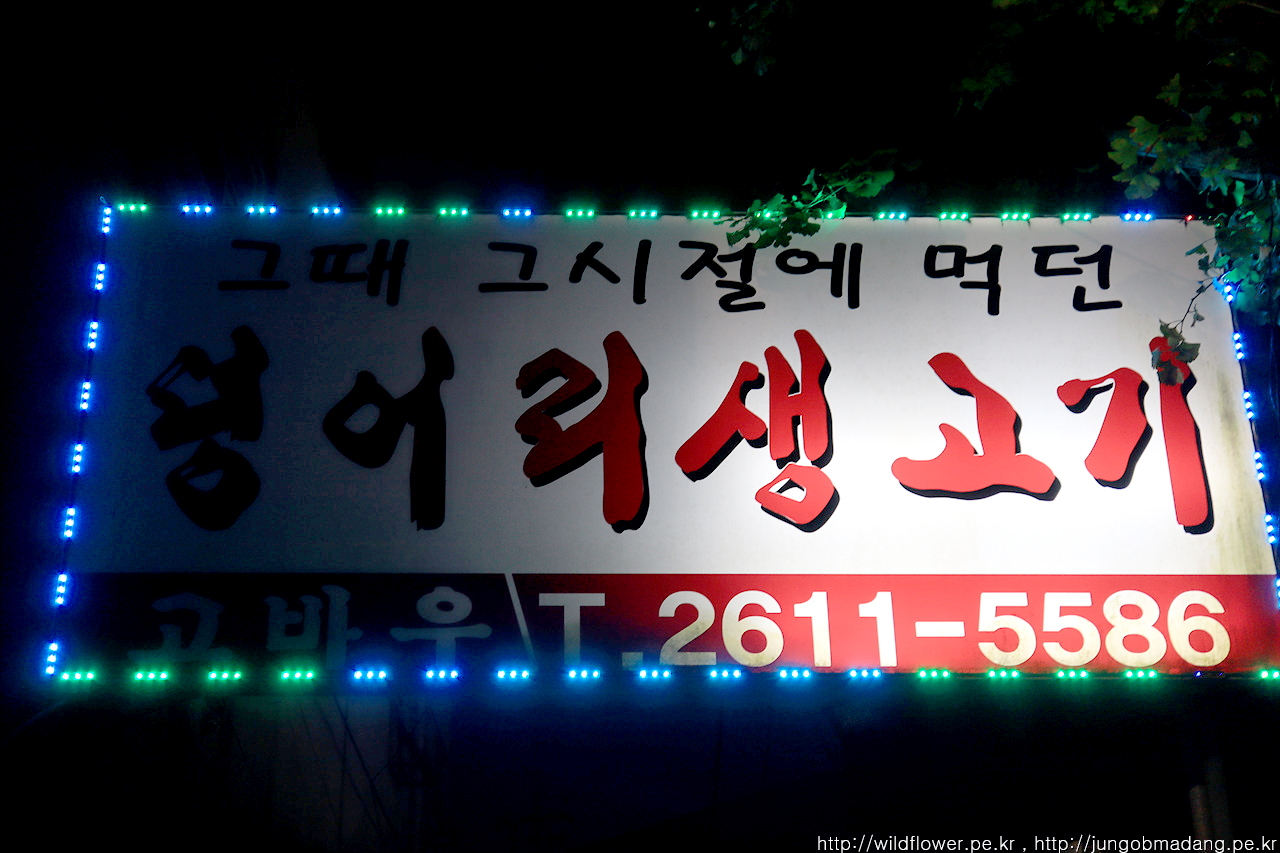 그때 그시절에 먹던
덩어리생고기
고바우 T.2611-5586
http://wildflower.pe.kr , http://jungobmadang.pe.kr